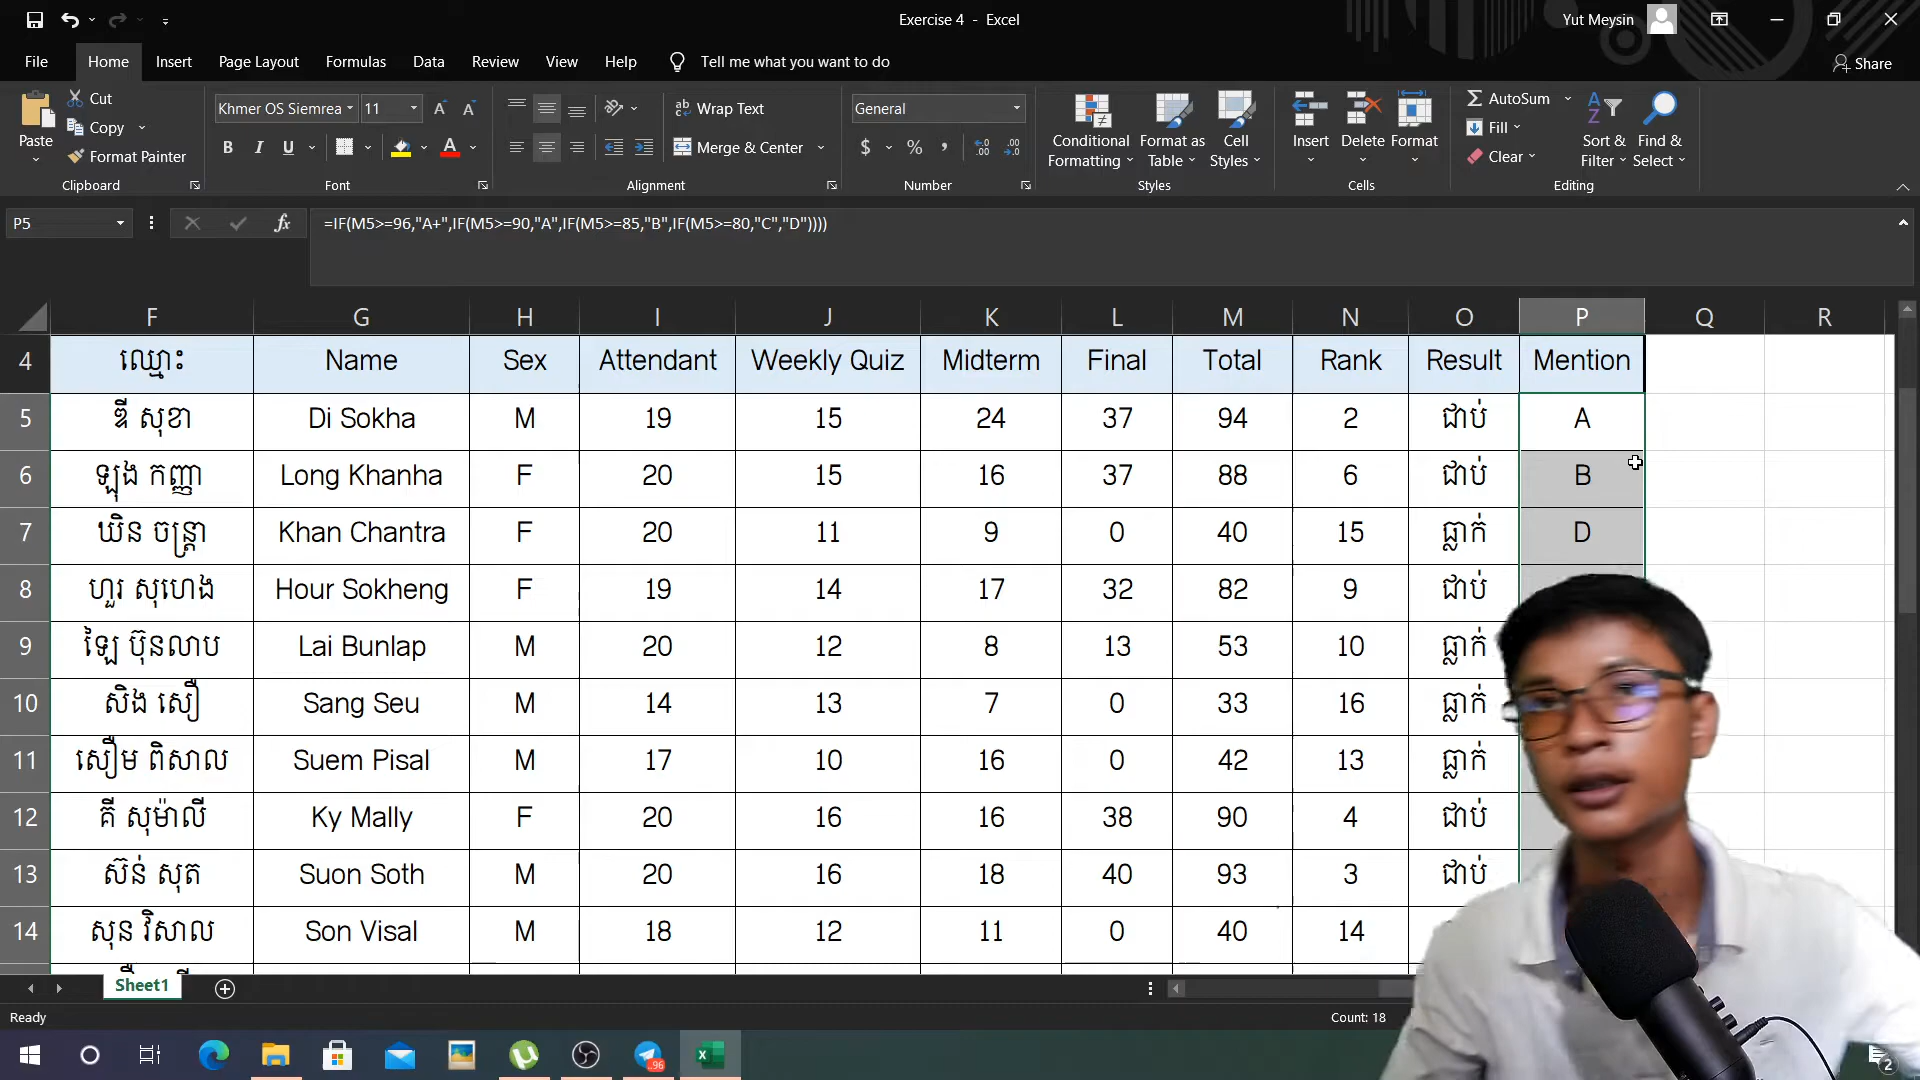 Exercise 4 - Excel
Yut Meysin
File Home Insert Page Layout Formulas Data Review View Help Tell me what you want to do
Share
Paste
Cut
Copy
Format Painter
Clipboard
Khmer OS Siemrea 11
B I U
Font
Wrap Text
Merge & Center
Alignment
General
$ % ,
Number
Conditional Formatting
Format as Table
Cell Styles
Styles
Insert
Delete
Format
Cells
AutoSum
Fill
Clear
Sort & Filter
Find & Select
Editing
P5
fx
=IF(M5>=96,"A+",IF(M5>=90,"A",IF(M5>=85,"B",IF(M5>=80,"C","D"))))
F G H I J K L M N O P Q R
4 ឈ្មោះ Name Sex Attendant Weekly Quiz Midterm Final Total Rank Result Mention
5 ឌី សុខា Di Sokha M 19 15 24 37 94 2 ជាប់ A
6 ឡុង កញ្ញា Long Khanha F 20 15 16 37 88 6 ជាប់ B
7 ឃិន ចន្ត្រា Khan Chantra F 20 11 9 0 40 15 ធ្លាក់ D
8 ហួរ សុហេង Hour Sokheng F 19 14 17 32 82 9 ជាប់
9 ឡៃ ប៊ុនលាប Lai Bunlap M 20 12 8 13 53 10 ធ្លាក់
10 សិង សឿ Sang Seu M 14 13 7 0 33 16 ធ្លាក់
11 សឿម ពិសាល Suem Pisal M 17 10 16 0 42 13 ធ្លាក់
12 គី សុម៉ាលី Ky Mally F 20 16 16 38 90 4 ជាប់
13 ស៊ន់ សុត Suon Soth M 20 16 18 40 93 3 ជាប់
14 សុន វិសាល Son Visal M 18 12 11 0 40 14
Sheet1
Ready
Count: 18
96
2